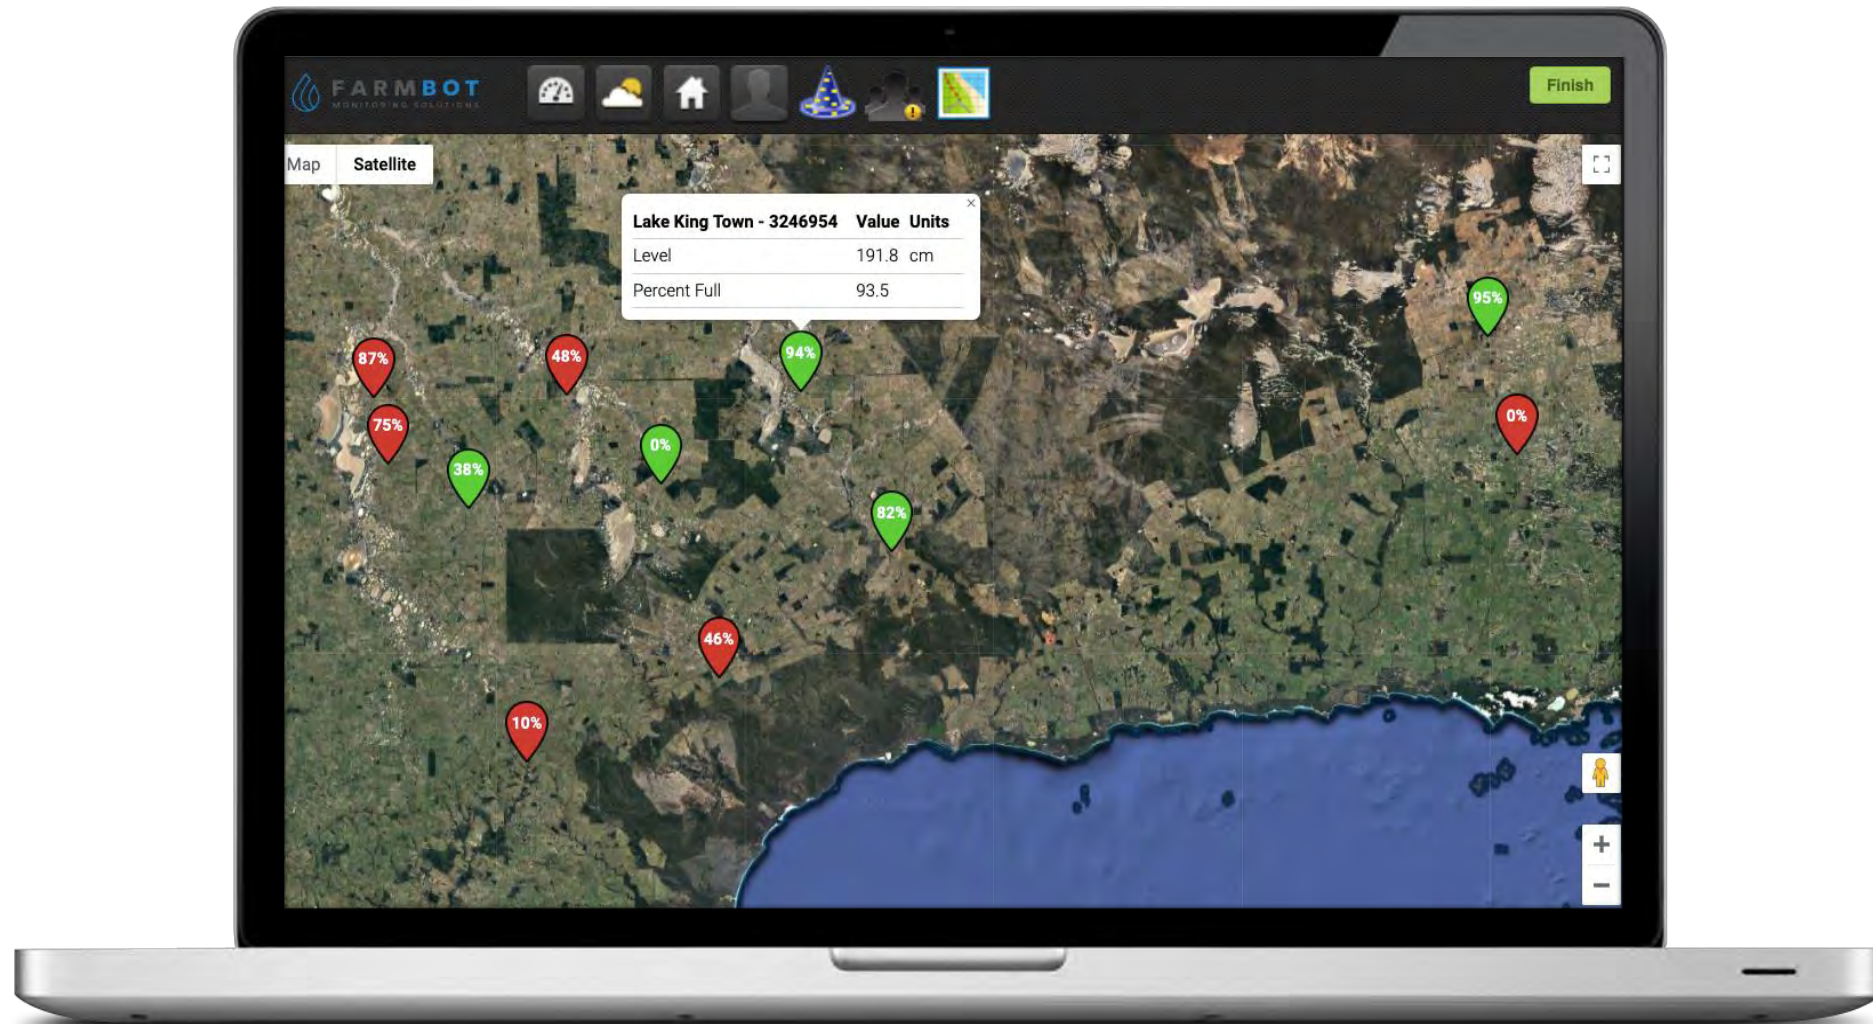 FARMBOT
MONITORING SOLUTIONS
Finish
Map Satellite
Lake King Town - 3246954 Value Units
Level 191.8 cm
Percent Full 93.5
95%
87%
48%
94%
75%
0%
38%
0%
82%
46%
10%